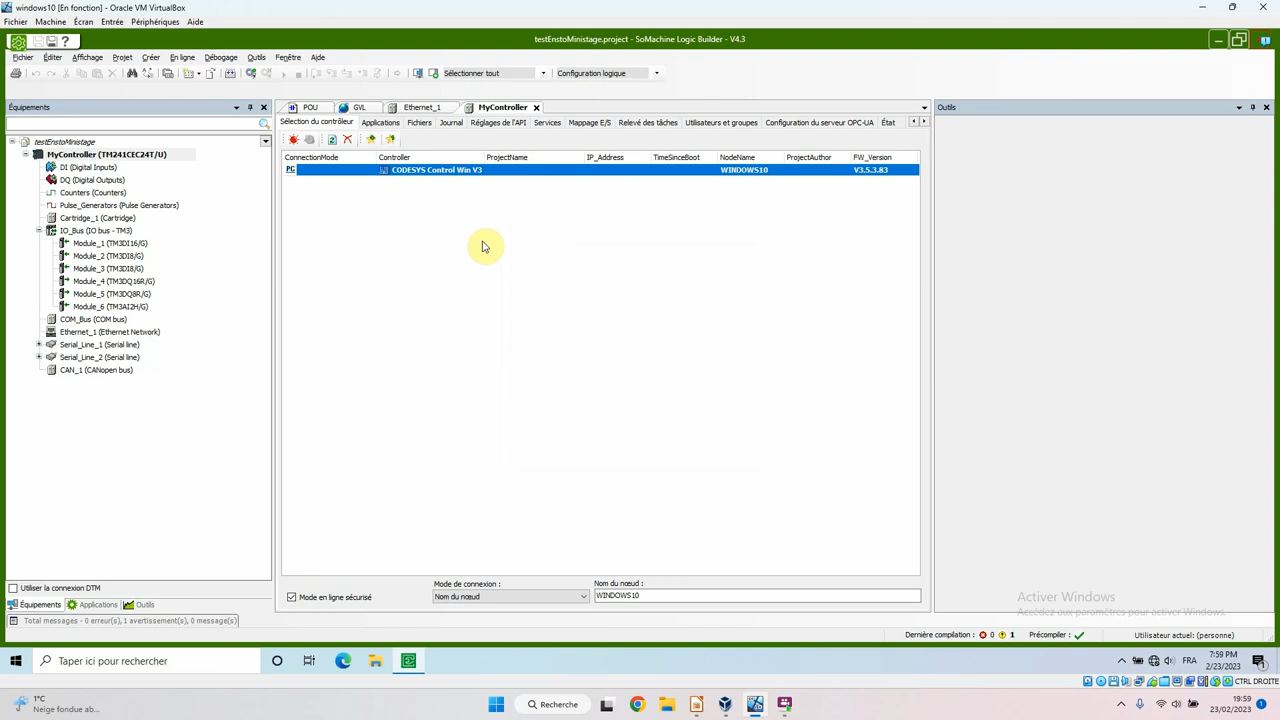 windows10 [En fonction] - Oracle VM VirtualBox
Fichier Machine Écran Entrée Périphériques Aide
testEnstoMinistage.project - SoMachine Logic Builder - V4.3
Fichier Éditer Affichage Projet Créer En ligne Débogage Outils Fenêtre Aide
Sélectionner tout Configuration logique
Équipements
POU GVL Ethernet_1 MyController
Outils
Sélection du contrôleur Applications Fichiers Journal Réglages de l'API Services Mappage E/S Relevé des tâches Utilisateurs et groupes Configuration du serveur OPC-UA État
testEnstoMinistage
MyController (TM241CEC24T/U)
DI (Digital Inputs)
DQ (Digital Outputs)
Counters (Counters)
Pulse_Generators (Pulse Generators)
Cartridge_1 (Cartridge)
IO_Bus (IO bus - TM3)
Module_1 (TM3DI16/G)
Module_2 (TM3DI8/G)
Module_3 (TM3DI8/G)
Module_4 (TM3DQ16R/G)
Module_5 (TM3DQ8R/G)
Module_6 (TM3AI2H/G)
COM_Bus (COM bus)
Ethernet_1 (Ethernet Network)
Serial_Line_1 (Serial line)
Serial_Line_2 (Serial line)
CAN_1 (CANopen bus)
ConnectionMode Controller ProjectName IP_Address TimeSinceBoot NodeName ProjectAuthor FW_Version
PG CODESYS Control Win V3 WINDOWS10 V3.5.3.83
Utiliser la connexion DTM
Mode en ligne sécurisé
Mode de connexion :
Nom du nœud
Nom du nœud :
WINDOWS10
Activer Windows
Accédez aux paramètres pour activer Windows.
Équipements Applications Outils
Total messages - 0 erreur(s), 1 avertissement(s), 0 message(s)
Dernière compilation : 0 1 Précompiler : Utilisateur actuel: (personne)
Taper ici pour rechercher
FRA
7:59 PM
2/23/2023
CTRL DROITE
1°C
Neige fondue ab...
Recherche
19:59
23/02/2023